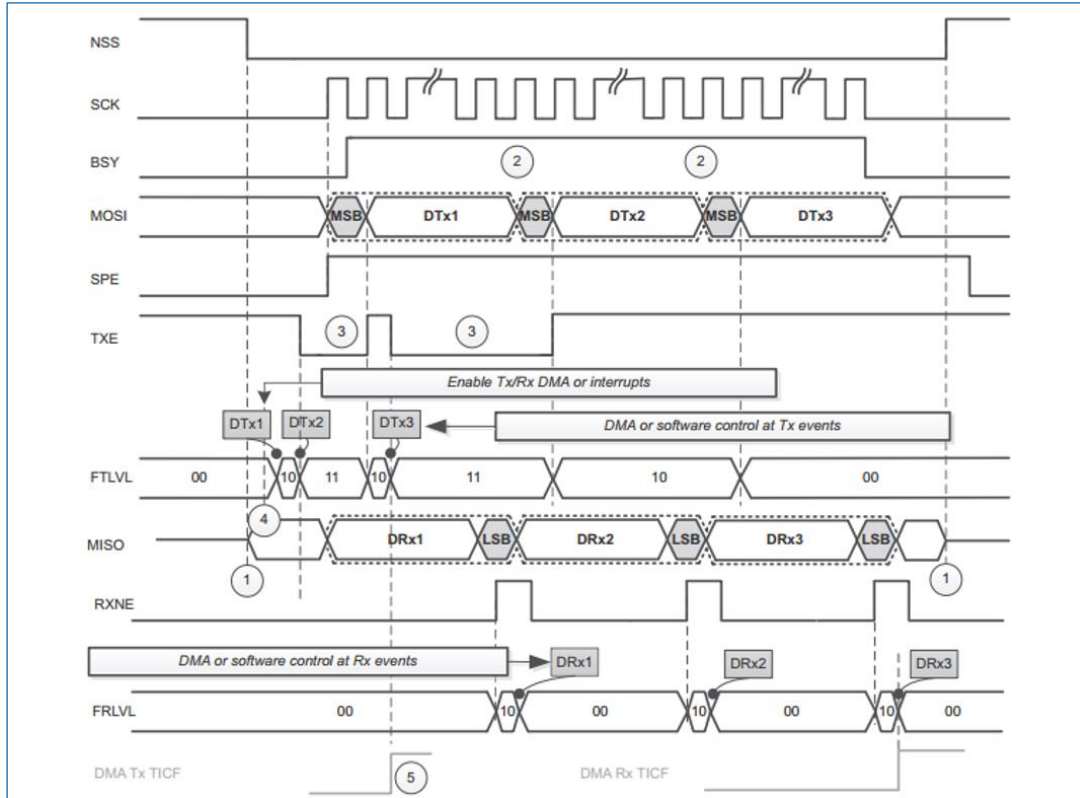 NSS
SCK
BSY
2 2
MOSI MSB DTx1 MSB DTx2 MSB DTx3
SPE
TXE 3 3
Enable Tx/Rx DMA or interrupts
DTx1 DTx2 DTx3 DMA or software control at Tx events
FTLVL 00 10 11 10 11 10 00
4
MISO DRx1 LSB DRx2 LSB DRx3 LSB
1 1
RXNE
DMA or software control at Rx events DRx1 DRx2 DRx3
FRLVL 00 10 00 10 00 10 00
DMA Tx TICF 5 DMA Rx TICF